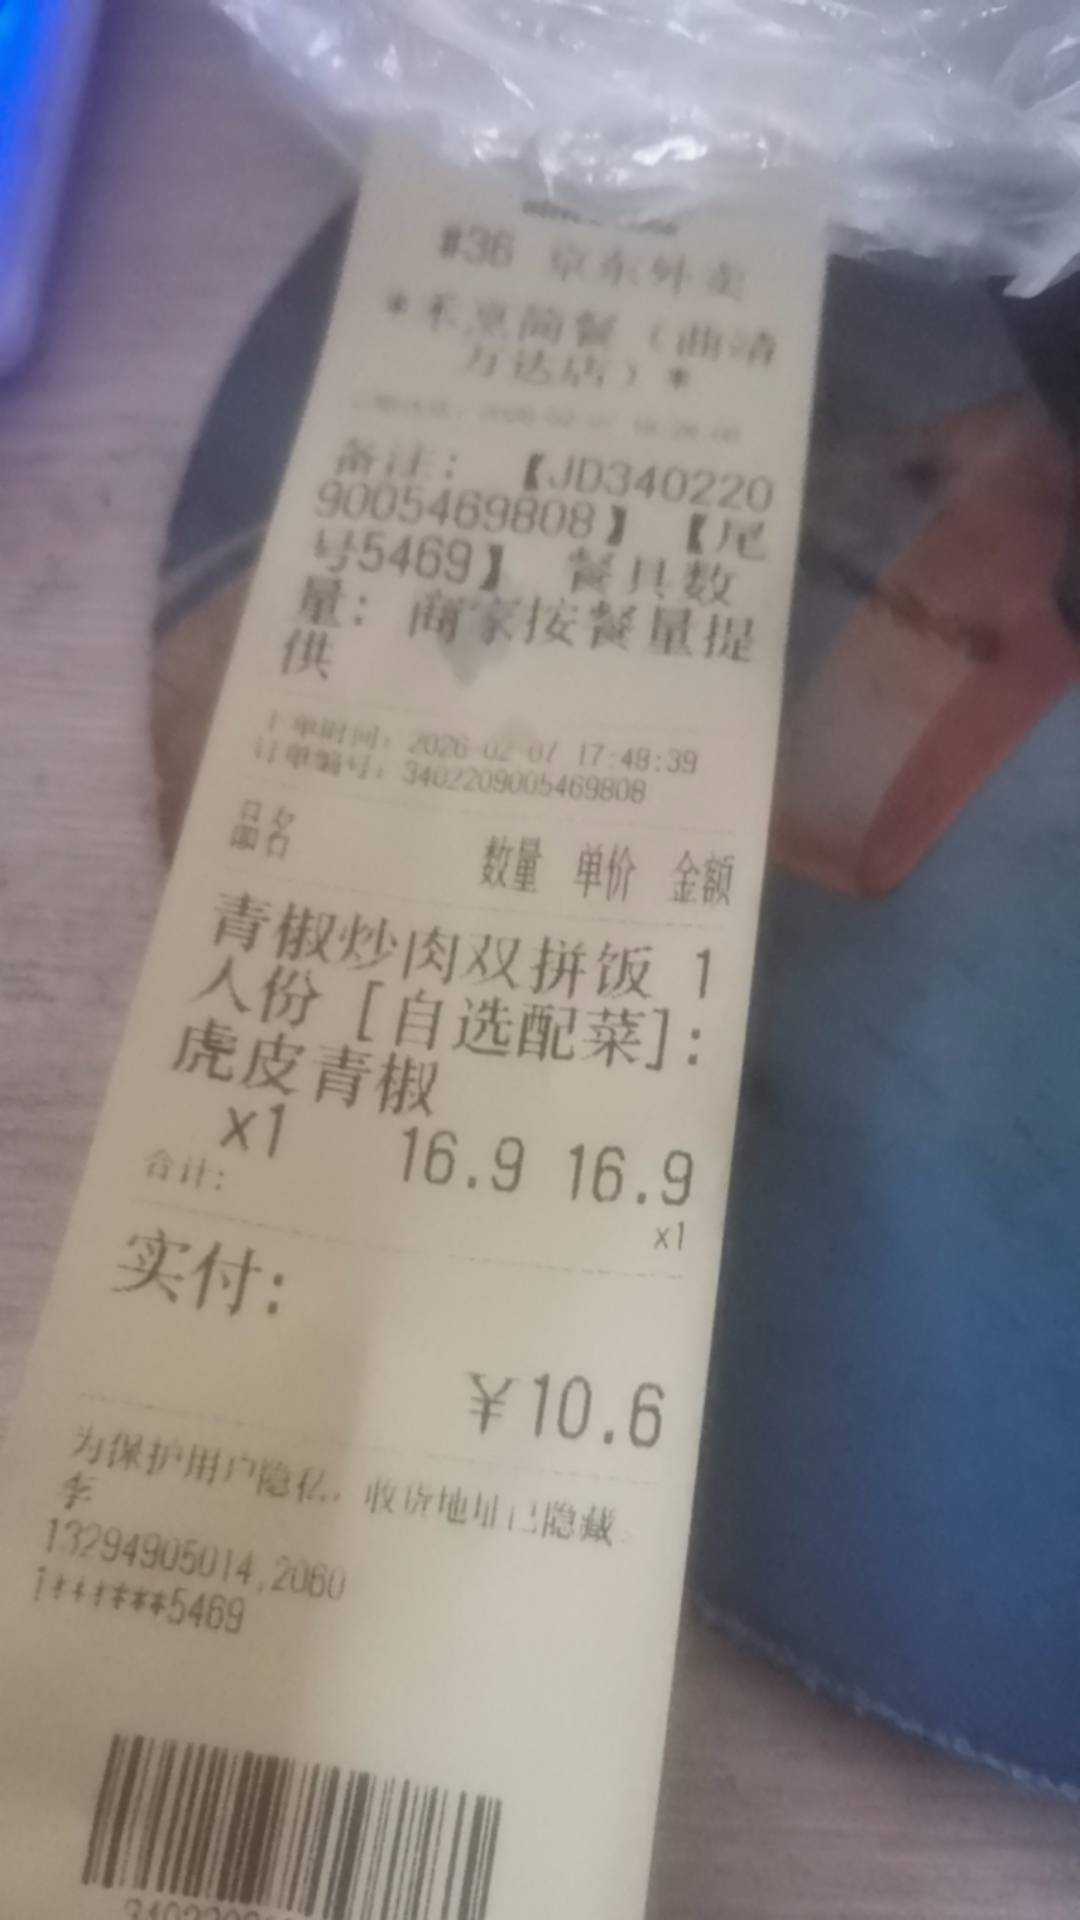 #36 京东外卖
*禾烹简餐（曲靖
万达店）*
备注：【JD340220
9005469808】【尾
号5469】 餐具数
量：商家按餐量提
供
下单时间：2026-02-07 17:48:39
订单编号：3402209005469808
品名 数量 单价 金额
青椒炒肉双拼饭 1
人份［自选配菜］：
虎皮青椒
x1 16.9 16.9
合计： x1
实付：
￥10.6
为保护用户隐私，收货地址已隐藏
李
13294905014,2060
1******5469